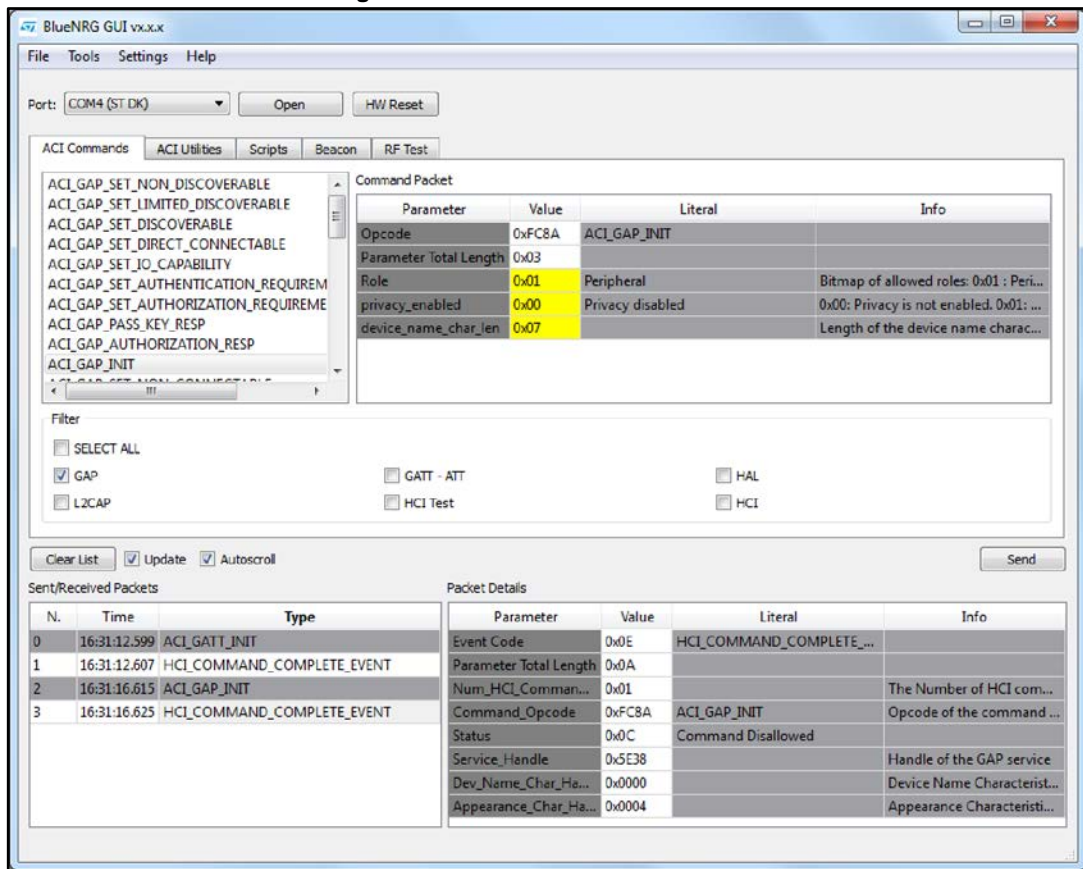 BlueNRG GUI vx.x.x
File Tools Settings Help
Port: COM4 (ST DK) Open HW Reset
ACI Commands ACI Utilities Scripts Beacon RF Test
ACI_GAP_SET_NON_DISCOVERABLE
ACI_GAP_SET_LIMITED_DISCOVERABLE
ACI_GAP_SET_DISCOVERABLE
ACI_GAP_SET_DIRECT_CONNECTABLE
ACI_GAP_SET_IO_CAPABILITY
ACI_GAP_SET_AUTHENTICATION_REQUIREM
ACI_GAP_SET_AUTHORIZATION_REQUIREME
ACI_GAP_PASS_KEY_RESP
ACI_GAP_AUTHORIZATION_RESP
ACI_GAP_INIT
Command Packet
Parameter Value Literal Info
Opcode 0xFC8A ACI_GAP_INIT
Parameter Total Length 0x03
Role 0x01 Peripheral Bitmap of allowed roles: 0x01 : Peri...
privacy_enabled 0x00 Privacy disabled 0x00: Privacy is not enabled. 0x01: ...
device_name_char_len 0x07 Length of the device name charac...
Filter
SELECT ALL
GAP GATT - ATT HAL
L2CAP HCI Test HCI
Clear List Update Autoscroll Send
Sent/Received Packets
N. Time Type
0 16:31:12.599 ACI_GATT_INIT
1 16:31:12.607 HCI_COMMAND_COMPLETE_EVENT
2 16:31:16.615 ACI_GAP_INIT
3 16:31:16.625 HCI_COMMAND_COMPLETE_EVENT
Packet Details
Parameter Value Literal Info
Event Code 0x0E HCI_COMMAND_COMPLETE_...
Parameter Total Length 0x0A
Num_HCI_Comman... 0x01 The Number of HCI com...
Command_Opcode 0xFC8A ACI_GAP_INIT Opcode of the command ...
Status 0x0C Command Disallowed
Service_Handle 0x5E38 Handle of the GAP service
Dev_Name_Char_Ha... 0x0000 Device Name Characterist...
Appearance_Char_Ha... 0x0004 Appearance Characteristi...